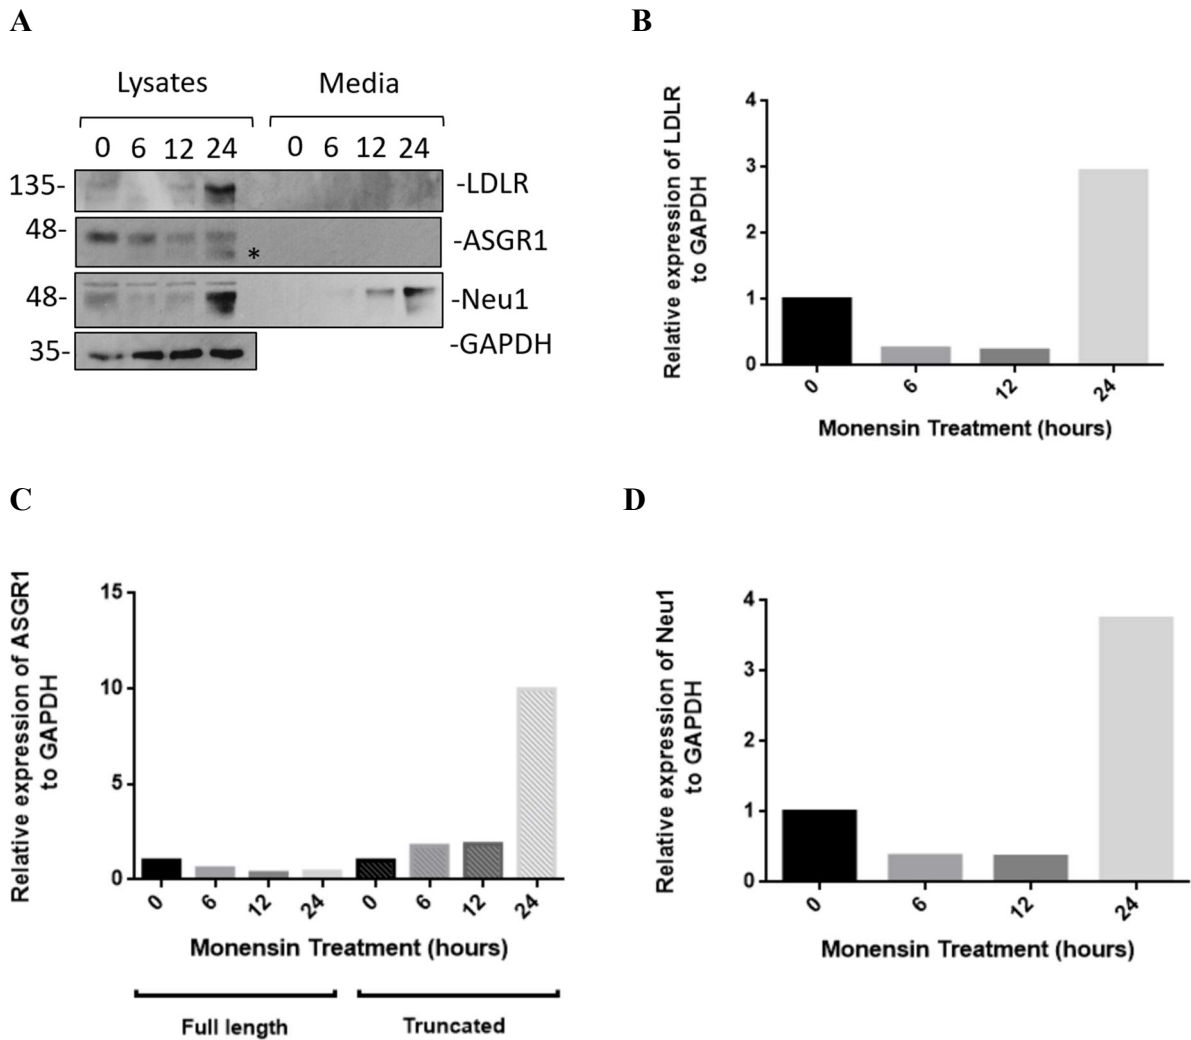 A
Lysates
Media
0 6 12 24
0 6 12 24
135-
-LDLR
48-
-ASGR1
*
48-
-Neu1
35-
-GAPDH
B
Relative expression of LDLR
to GAPDH
4
3
2
1
0
0 6 12 24
Monensin Treatment (hours)
C
Relative expression of ASGR1
to GAPDH
15
10
5
0
0 6 12 24 0 6 12 24
Monensin Treatment (hours)
Full length
Truncated
D
Relative expression of Neu1
to GAPDH
4
3
2
1
0
0 6 12 24
Monensin Treatment (hours)